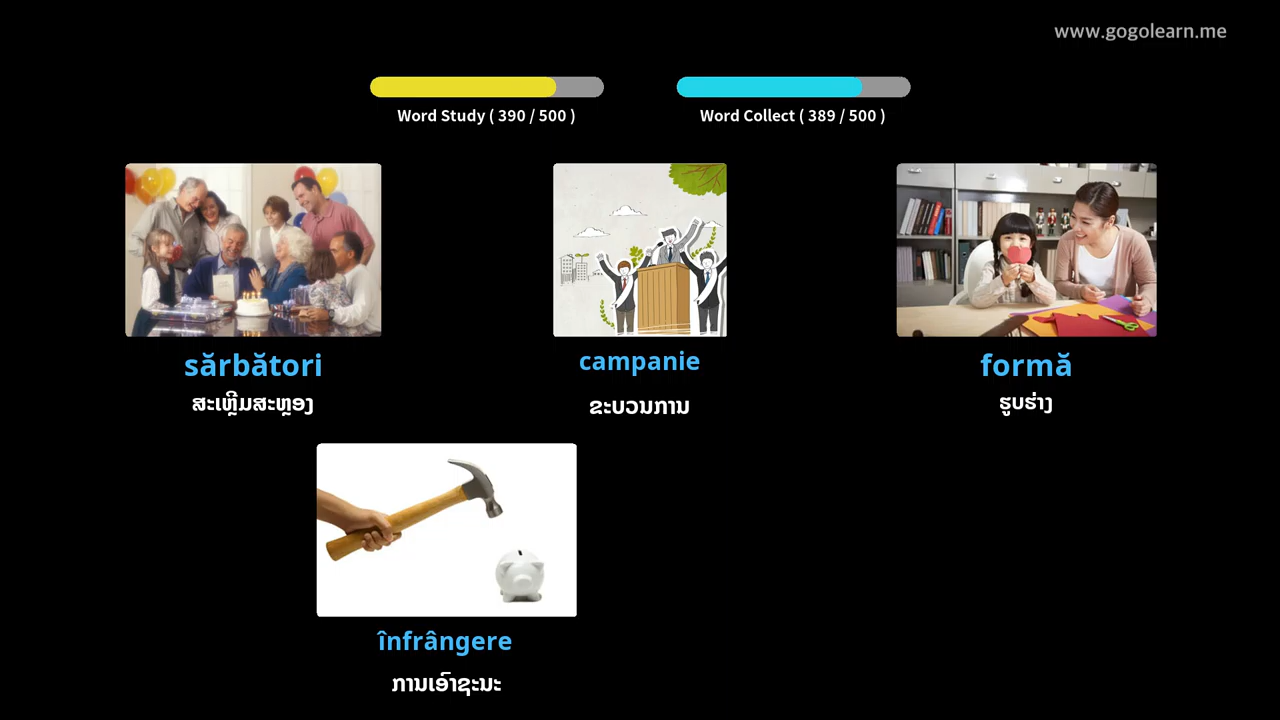 www.gogolearn.me
Word Study ( 390 / 500 )
Word Collect ( 389 / 500 )
sărbători
ສະເຫຼີມສະຫຼອງ
campanie
ຂະບວນການ
formă
ຮູບຮ່າງ
înfrângere
ການເອົາຊະນະ